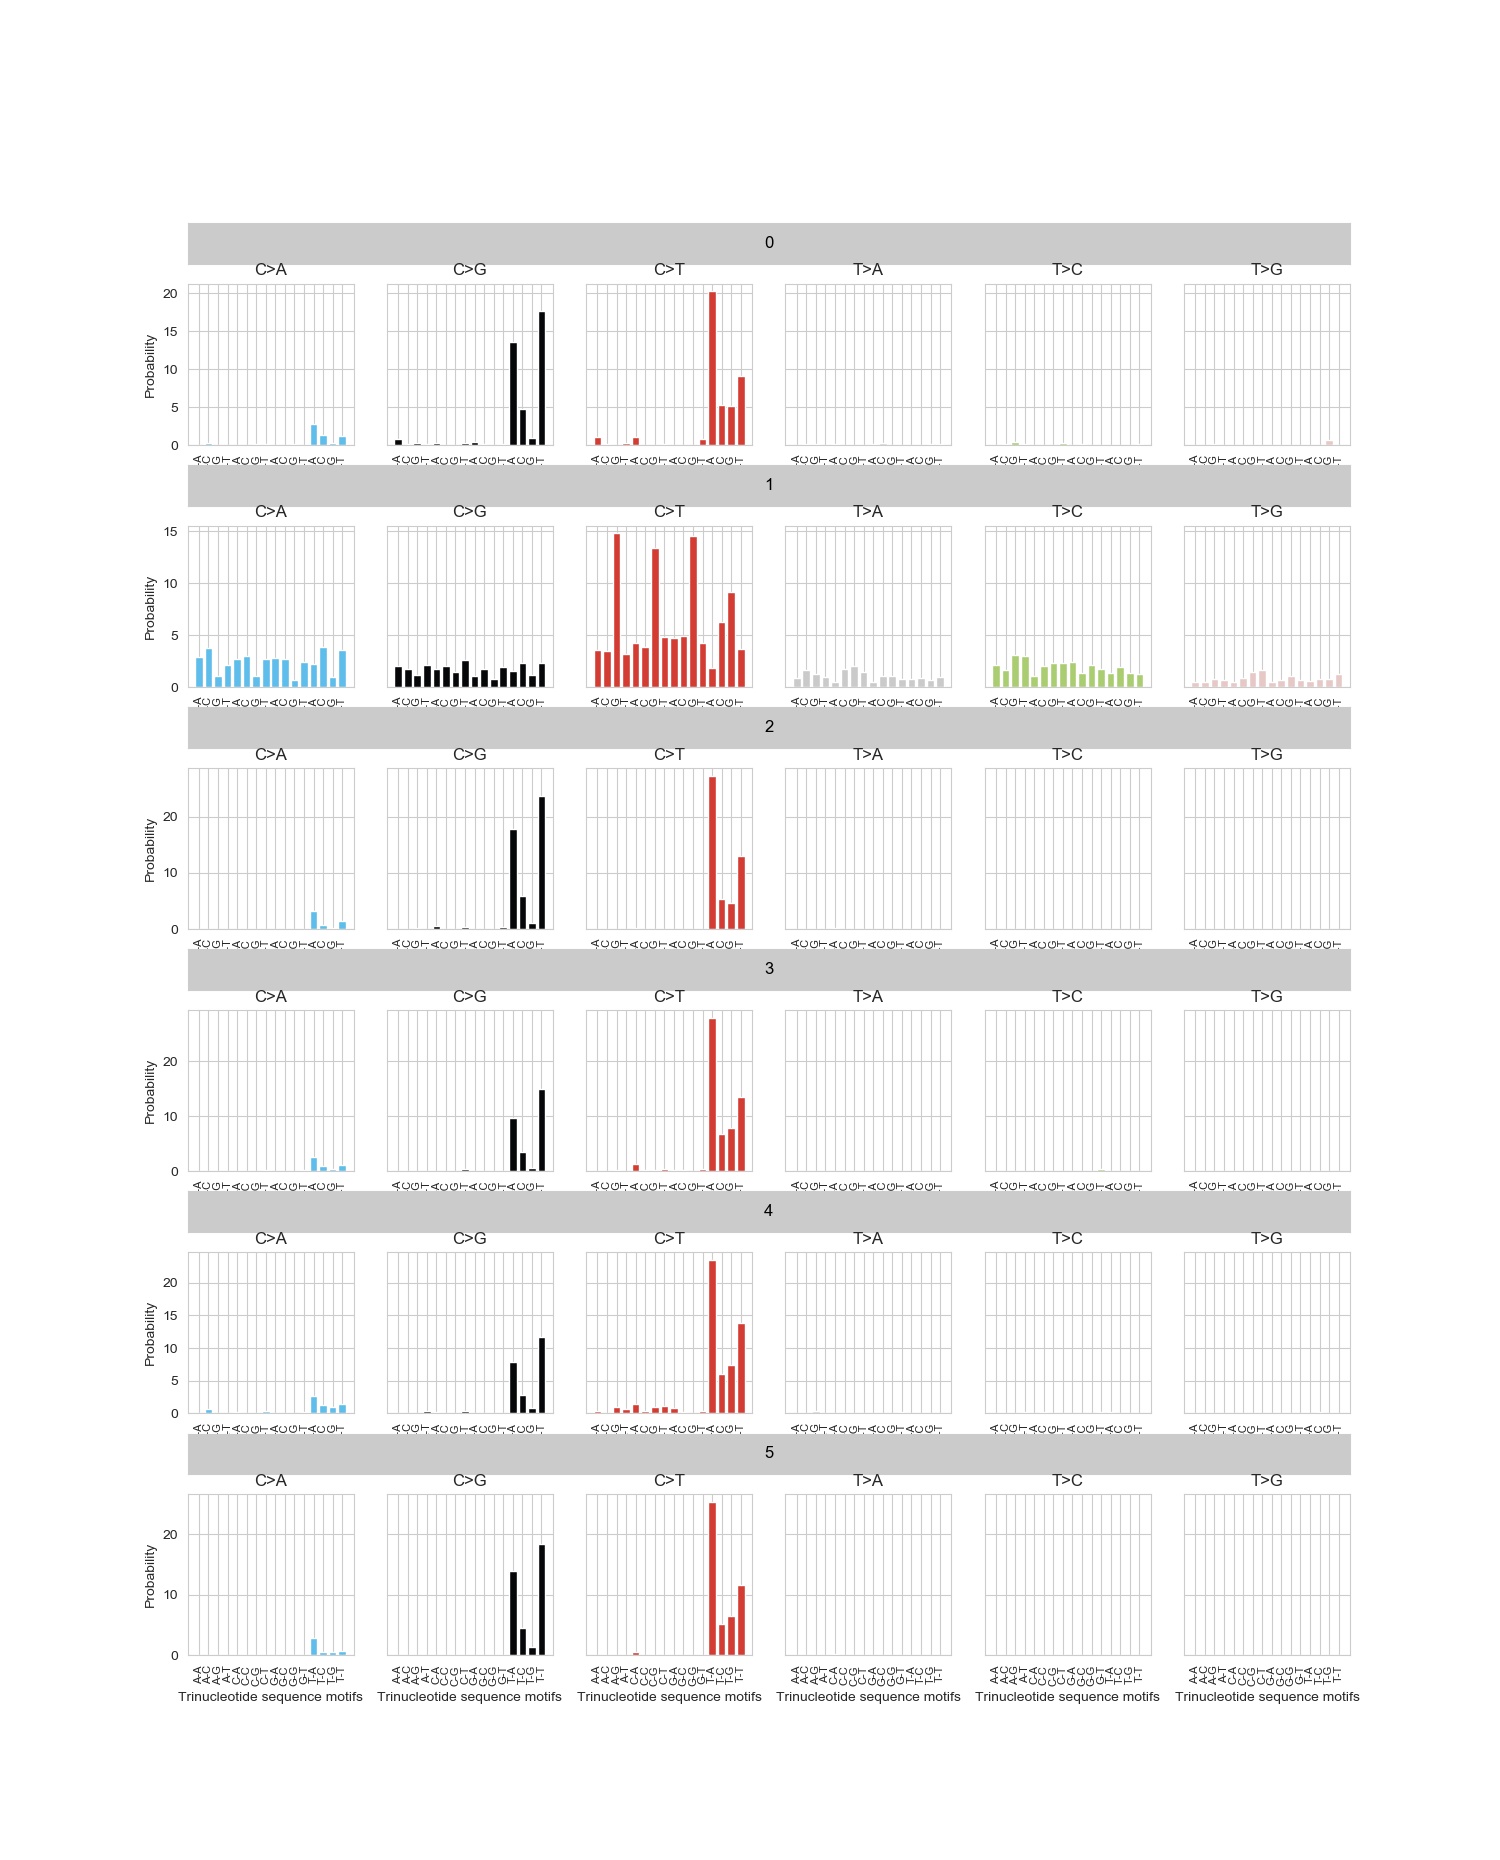 0
C>A C>G C>T T>A T>C T>G
20
15
10
5
0
Probability
1
C>A C>G C>T T>A T>C T>G
15
10
5
0
Probability
2
C>A C>G C>T T>A T>C T>G
20
10
0
Probability
3
C>A C>G C>T T>A T>C T>G
20
10
0
Probability
4
C>A C>G C>T T>A T>C T>G
20
15
10
5
0
Probability
5
C>A C>G C>T T>A T>C T>G
20
10
0
Probability
A-A A-C A-G A-T C-A C-C C-G C-T G-A G-C G-G G-T T-A T-C T-G T-T
A-A A-C A-G A-T C-A C-C C-G C-T G-A G-C G-G G-T T-A T-C T-G T-T
A-A A-C A-G A-T C-A C-C C-G C-T G-A G-C G-G G-T T-A T-C T-G T-T
A-A A-C A-G A-T C-A C-C C-G C-T G-A G-C G-G G-T T-A T-C T-G T-T
A-A A-C A-G A-T C-A C-C C-G C-T G-A G-C G-G G-T T-A T-C T-G T-T
A-A A-C A-G A-T C-A C-C C-G C-T G-A G-C G-G G-T T-A T-C T-G T-T
Trinucleotide sequence motifs Trinucleotide sequence motifs Trinucleotide sequence motifs Trinucleotide sequence motifs Trinucleotide sequence motifs Trinucleotide sequence motifs